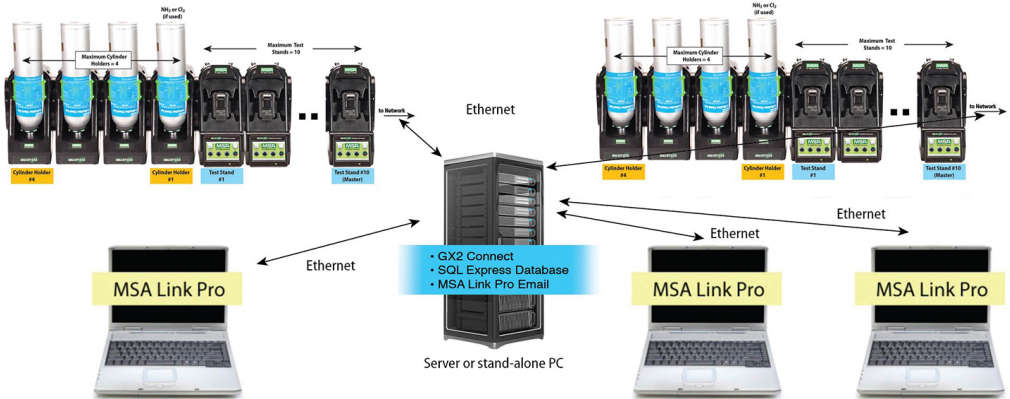 NH₃ or Cl₂
(if used)
Maximum Cylinder
Holders = 4
Maximum Test
Stands = 10
to Network
Cylinder Holder
#4
Cylinder Holder
#1
Test Stand
#1
Test Stand #10
(Master)
Ethernet
NH₃ or Cl₂
(if used)
Maximum Cylinder
Holders = 4
Maximum Test
Stands = 10
to Network
Cylinder Holder
#4
Cylinder Holder
#1
Test Stand
#1
Test Stand #10
(Master)
Ethernet
Ethernet
Ethernet
• GX2 Connect
• SQL Express Database
• MSA Link Pro Email
MSA Link Pro
MSA Link Pro
MSA Link Pro
Server or stand-alone PC